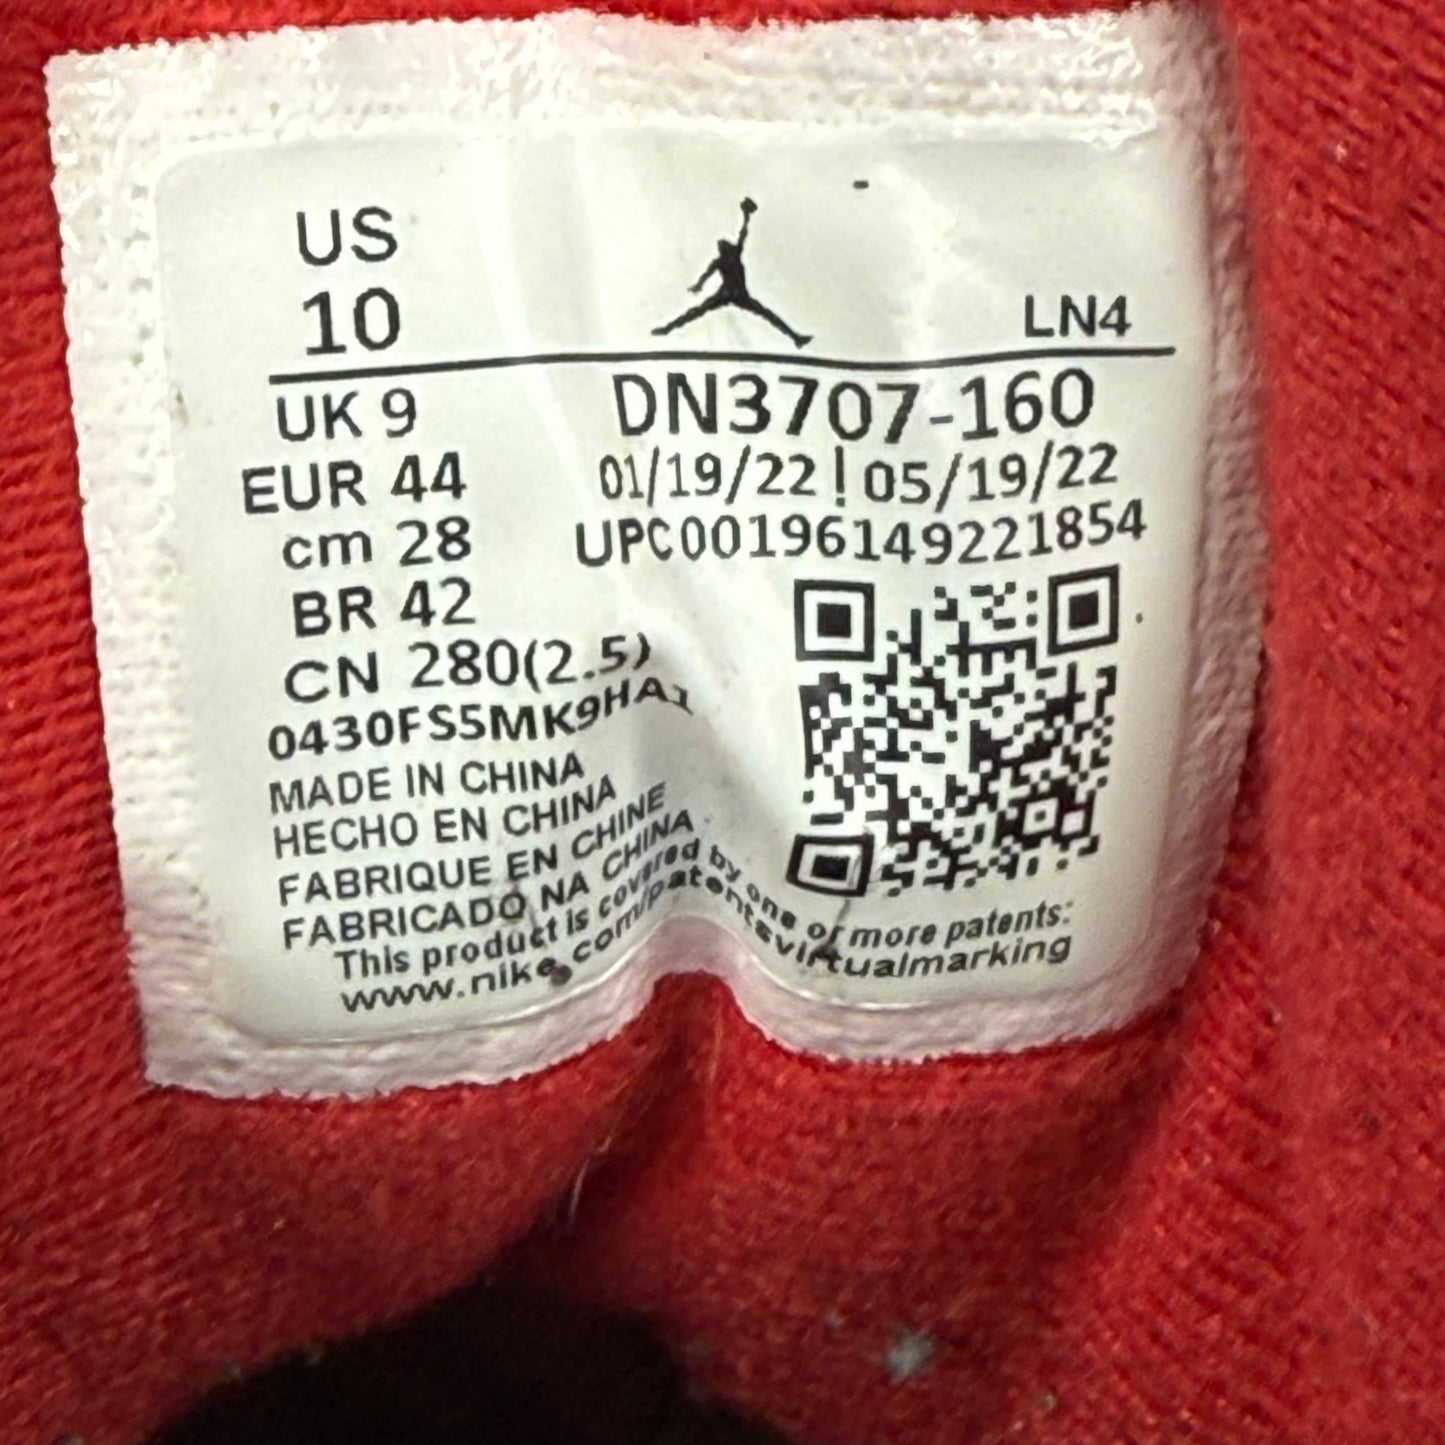 US
10
LN4
UK 9
EUR 44
cm 28
BR 42
CN 280(2.5)
DN3707-160
01/19/22!05/19/22
UPC00196149221854
0430FS5MK9HA1
MADE IN CHINA
HECHO EN CHINA
FABRIQUE EN CHINE
FABRICADO NA CHINA
This product is covered by one or more patents:
www.nike.com/patentsvirtualmarking